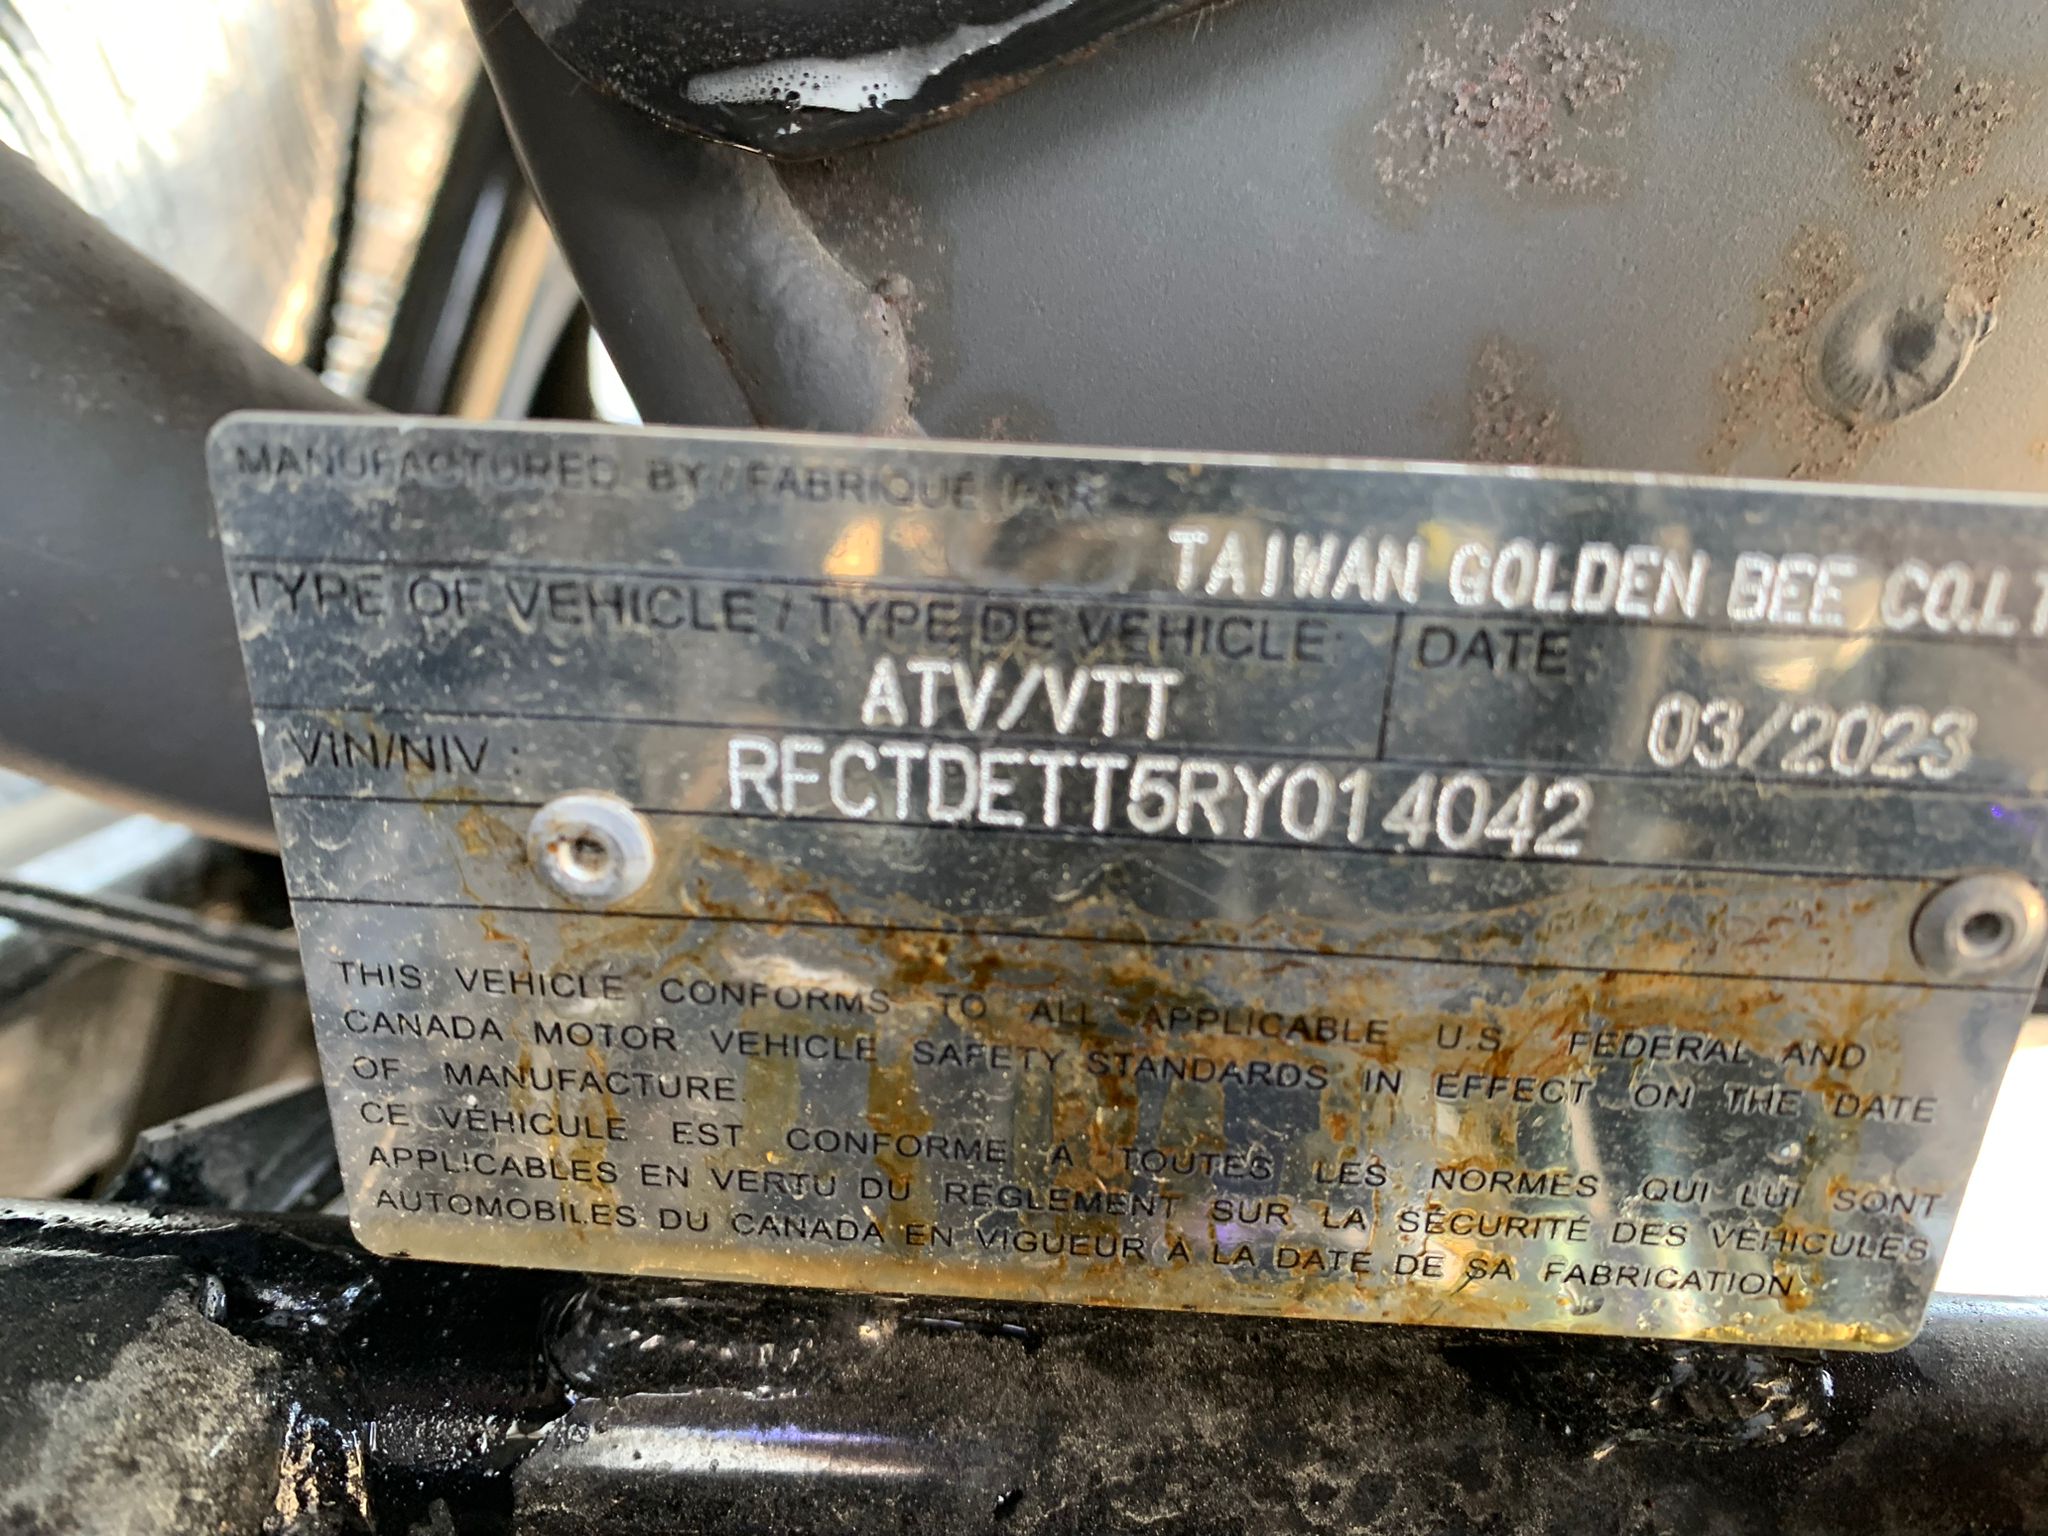 MANUFACTURED BY / FABRIQUÉ PAR
TAIWAN GOLDEN BEE CO.LT
TYPE OF VEHICLE / TYPE DE VEHICLE:
ATV/VTT
DATE :
03/2023
VIN/NIV :
RFCTDETT5RY014042
THIS VEHICLE CONFORMS TO ALL APPLICABLE U.S. FEDERAL AND
CANADA MOTOR VEHICLE SAFETY STANDARDS IN EFFECT ON THE DATE
OF MANUFACTURE.
CE VÉHICULE EST CONFORME À TOUTES LES NORMES QUI LUI SONT
APPLICABLES EN VERTU DU RÈGLEMENT SUR LA SÉCURITÉ DES VÉHICULES
AUTOMOBILES DU CANADA EN VIGUEUR À LA DATE DE SA FABRICATION